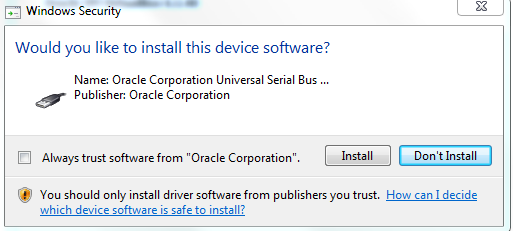 Windows Security
Would you like to install this device software?
Name: Oracle Corporation Universal Serial Bus ...
Publisher: Oracle Corporation
Always trust software from "Oracle Corporation".
Install
Don't Install
You should only install driver software from publishers you trust. How can I decide
which device software is safe to install?